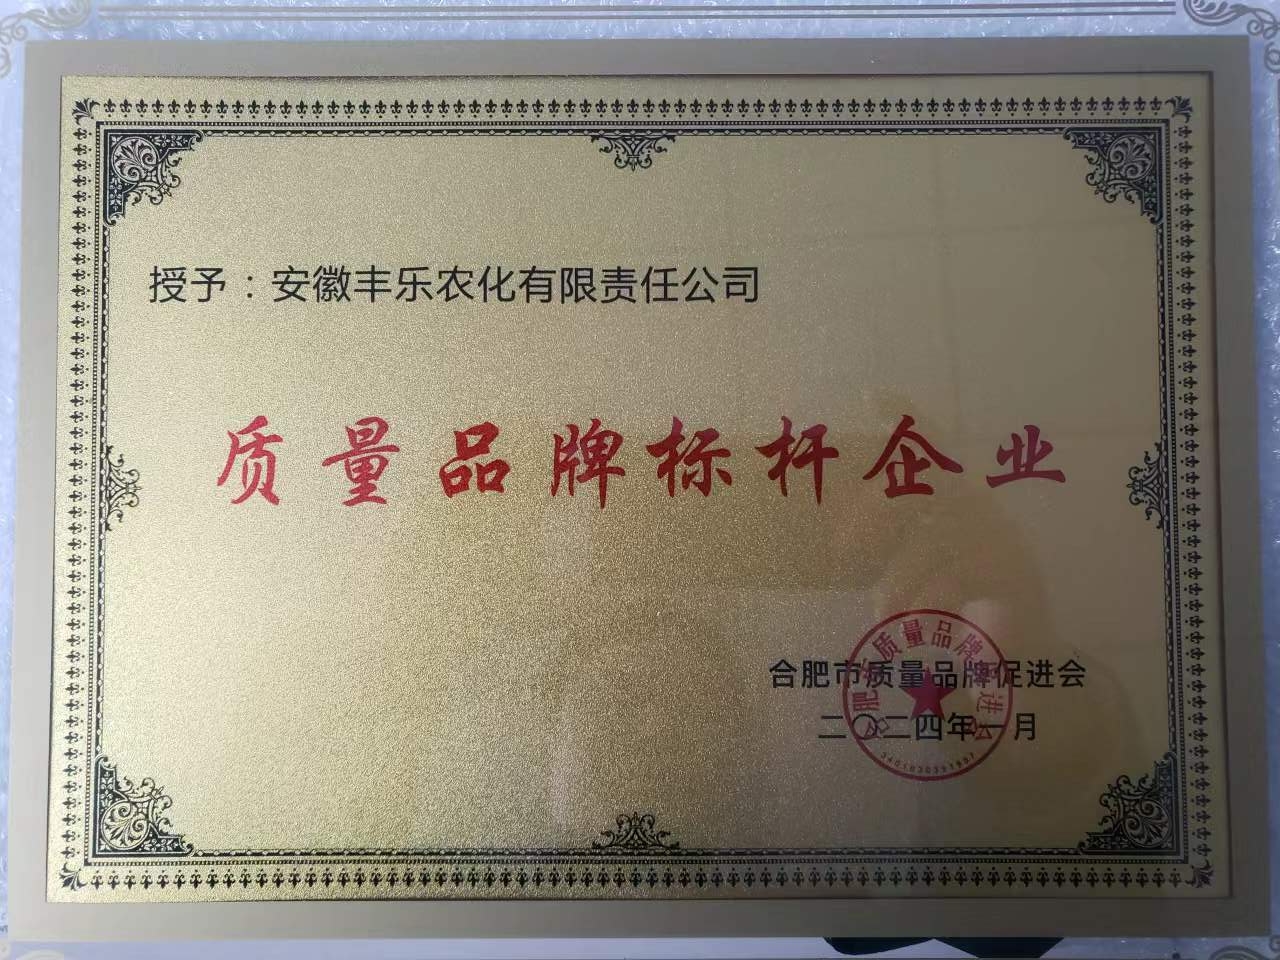 授予：安徽丰乐农化有限责任公司
质量品牌标杆企业
合肥市质量品牌促进会
二〇二四年一月